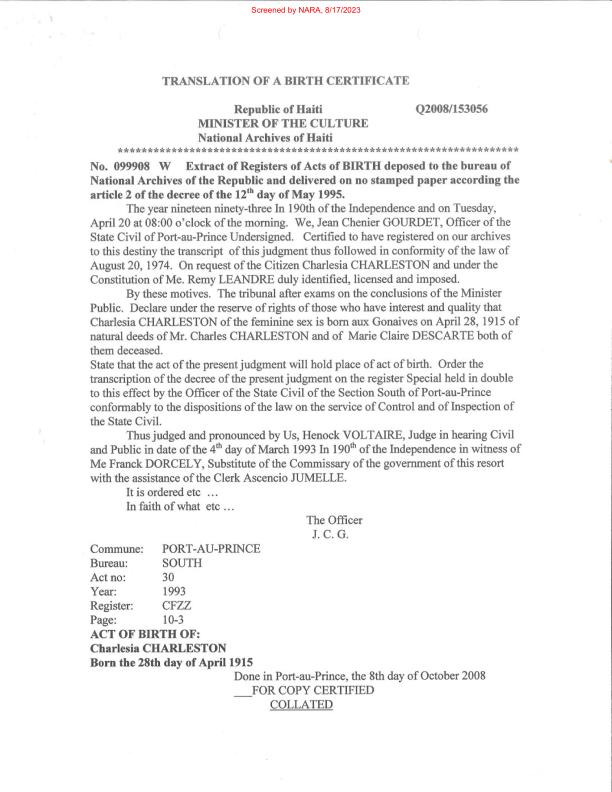 Screened by NARA, 8/17/2023
TRANSLATION OF A BIRTH CERTIFICATE
Republic of Haiti Q2008/153056
MINISTER OF THE CULTURE
National Archives of Haiti
*******************************************************************
No. 099908 W Extract of Registers of Acts of BIRTH deposed to the bureau of
National Archives of the Republic and delivered on no stamped paper according the
article 2 of the decree of the 12th day of May 1995.
The year nineteen ninety-three In 190th of the Independence and on Tuesday,
April 20 at 08:00 o'clock of the morning. We, Jean Chenier GOURDET, Officer of the
State Civil of Port-au-Prince Undersigned. Certified to have registered on our archives
to this destiny the transcript of this judgment thus followed in conformity of the law of
August 20, 1974. On request of the Citizen Charlesia CHARLESTON and under the
Constitution of Me. Remy LEANDRE duly identified, licensed and imposed.
By these motives. The tribunal after exams on the conclusions of the Minister
Public. Declare under the reserve of rights of those who have interest and quality that
Charlesia CHARLESTON of the feminine sex is born aux Gonaives on April 28, 1915 of
natural deeds of Mr. Charles CHARLESTON and of Marie Claire DESCARTE both of
them deceased.
State that the act of the present judgment will hold place of act of birth. Order the
transcription of the decree of the present judgment on the register Special held in double
to this effect by the Officer of the State Civil of the Section South of Port-au-Prince
conformably to the dispositions of the law on the service of Control and of Inspection of
the State Civil.
Thus judged and pronounced by Us, Henock VOLTAIRE, Judge in hearing Civil
and Public in date of the 4th day of March 1993 In 190th of the Independence in witness of
Me Franck DORCELY, Substitute of the Commissary of the government of this resort
with the assistance of the Clerk Ascencio JUMELLE.
It is ordered etc ...
In faith of what etc ...
The Officer
J. C. G.
Commune: PORT-AU-PRINCE
Bureau: SOUTH
Act no: 30
Year: 1993
Register: CFZZ
Page: 10-3
ACT OF BIRTH OF:
Charlesia CHARLESTON
Born the 28th day of April 1915
Done in Port-au-Prince, the 8th day of October 2008
___FOR COPY CERTIFIED
COLLATED